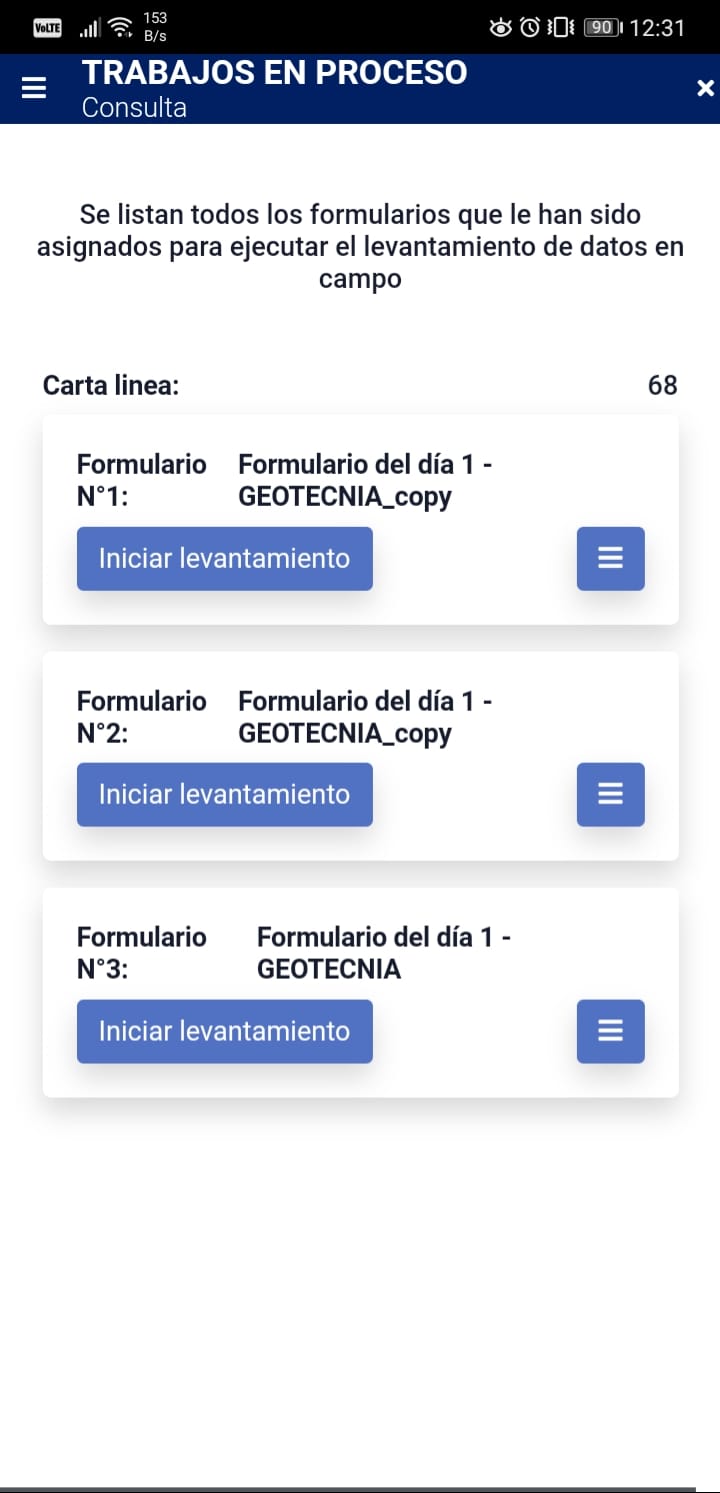 VoLTE 153 B/s 90 12:31
TRABAJOS EN PROCESO
Consulta
Se listan todos los formularios que le han sido
asignados para ejecutar el levantamiento de datos en
campo
Carta linea: 68
Formulario N°1: Formulario del día 1 -
GEOTECNIA_copy
Iniciar levantamiento
Formulario N°2: Formulario del día 1 -
GEOTECNIA_copy
Iniciar levantamiento
Formulario N°3: Formulario del día 1 -
GEOTECNIA
Iniciar levantamiento